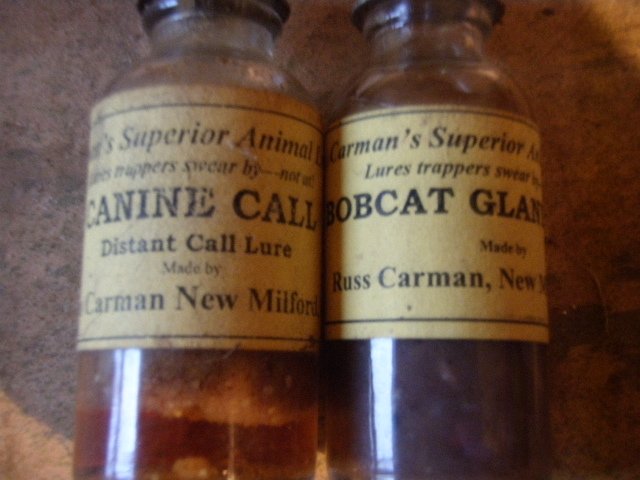 's Superior Animal
trappers swear by---not at!
CANINE CALL
Distant Call Lure
Made by
Carman New Milford
Carman's Superior
Lures trappers swear
BOBCAT GLAN
Made by
Russ Carman, New